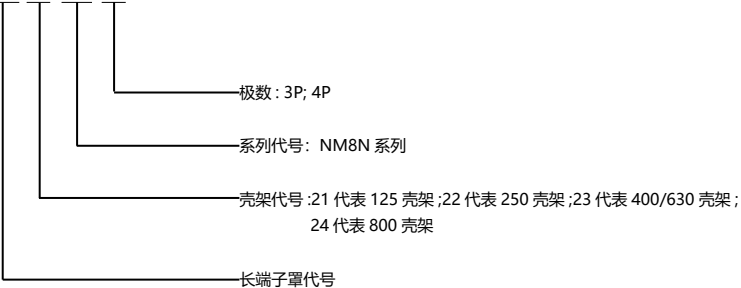 极数: 3P; 4P
系列代号：NM8N 系列
壳架代号:21 代表 125 壳架;22 代表 250 壳架;23 代表 400/630 壳架;
24 代表 800 壳架
长端子罩代号